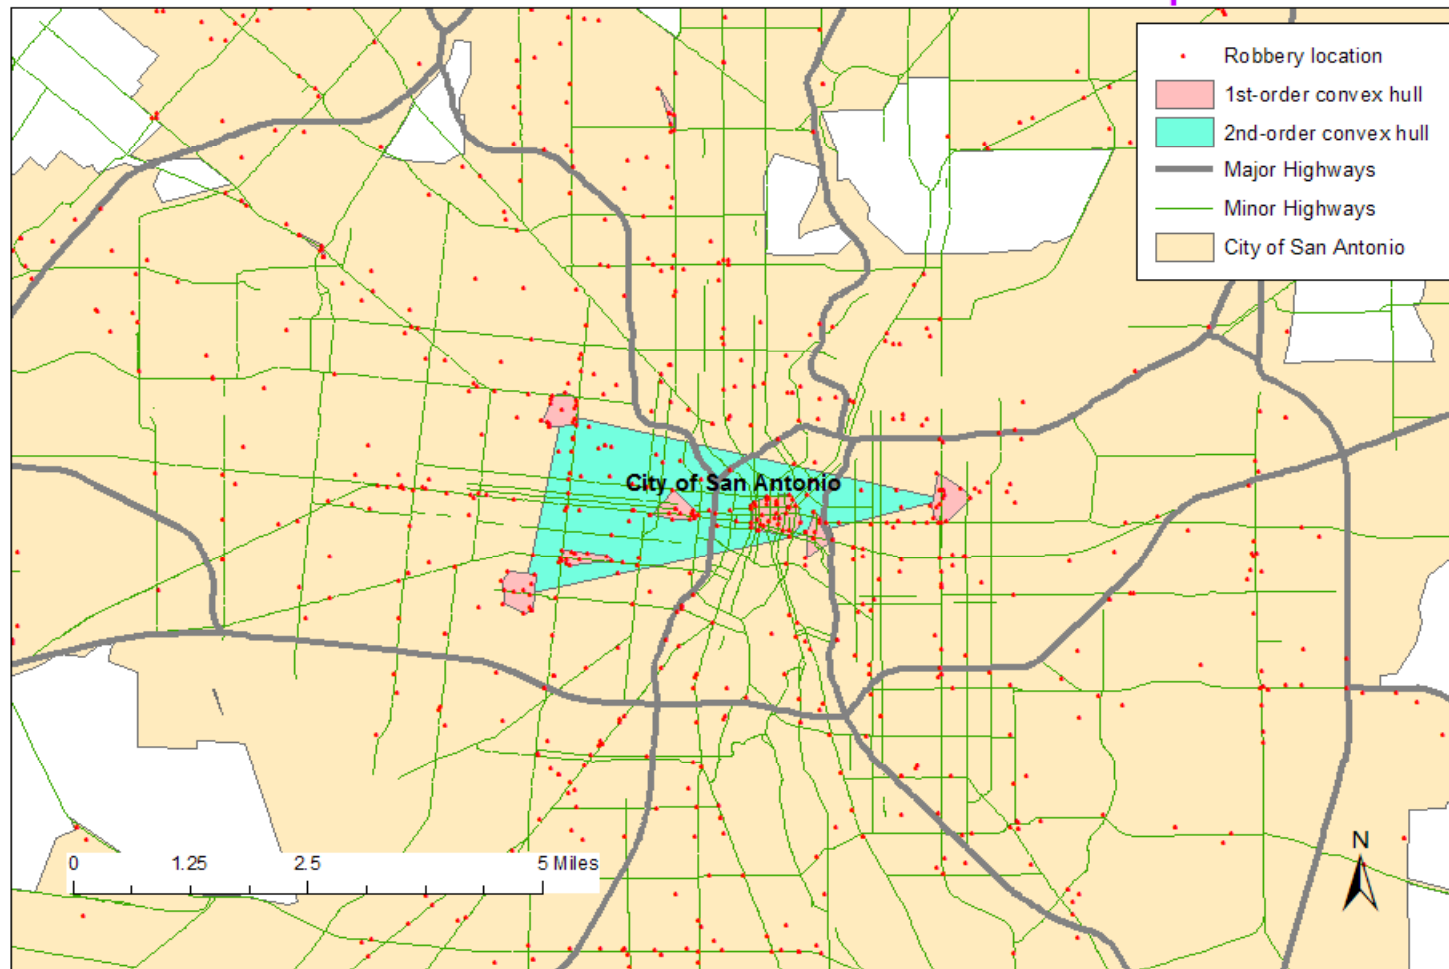 Robbery location
1st-order convex hull
2nd-order convex hull
Major Highways
Minor Highways
City of San Antonio
City of San Antonio
0 1.25 2.5 5 Miles
N